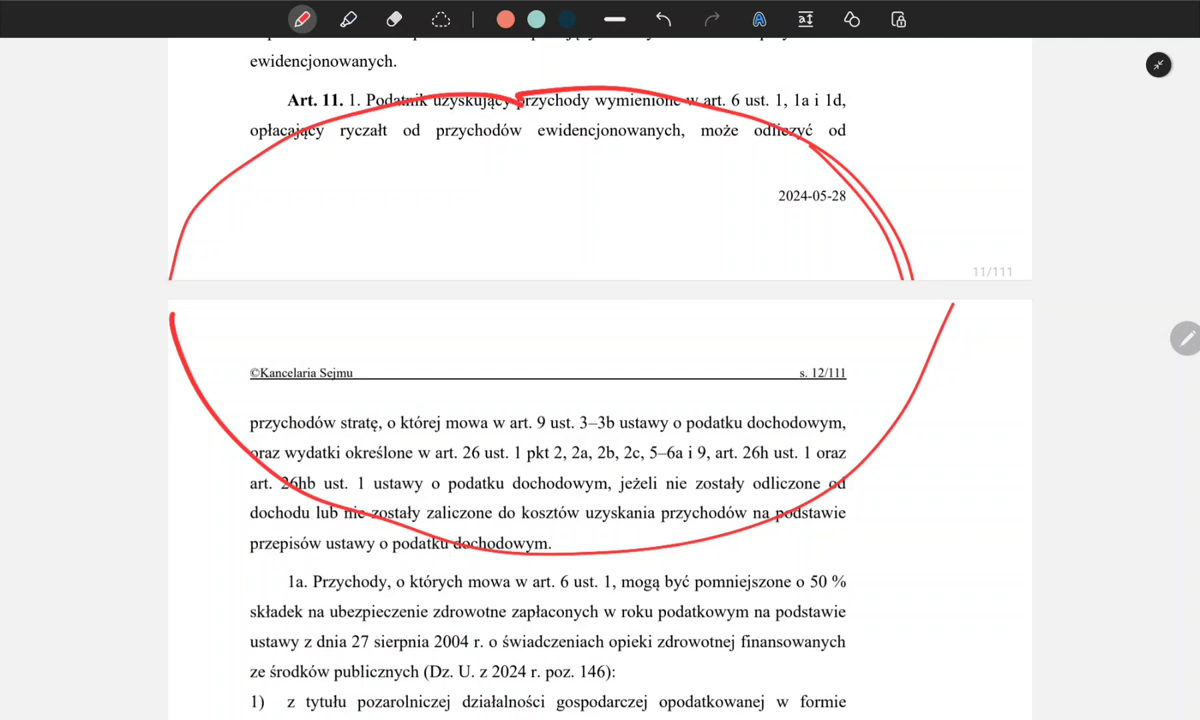 ewidencjonowanych.
Art. 11. 1. Podatnik uzyskujący przychody wymienione w art. 6 ust. 1, 1a i 1d,
opłacający ryczałt od przychodów ewidencjonowanych, może odliczyć od
2024-05-28
11/111
©Kancelaria Sejmu s. 12/111
przychodów stratę, o której mowa w art. 9 ust. 3–3b ustawy o podatku dochodowym,
oraz wydatki określone w art. 26 ust. 1 pkt 2, 2a, 2b, 2c, 5–6a i 9, art. 26h ust. 1 oraz
art. 26hb ust. 1 ustawy o podatku dochodowym, jeżeli nie zostały odliczone od
dochodu lub nie zostały zaliczone do kosztów uzyskania przychodów na podstawie
przepisów ustawy o podatku dochodowym.
1a. Przychody, o których mowa w art. 6 ust. 1, mogą być pomniejszone o 50 %
składek na ubezpieczenie zdrowotne zapłaconych w roku podatkowym na podstawie
ustawy z dnia 27 sierpnia 2004 r. o świadczeniach opieki zdrowotnej finansowanych
ze środków publicznych (Dz. U. z 2024 r. poz. 146):
1) z tytułu pozarolniczej działalności gospodarczej opodatkowanej w formie